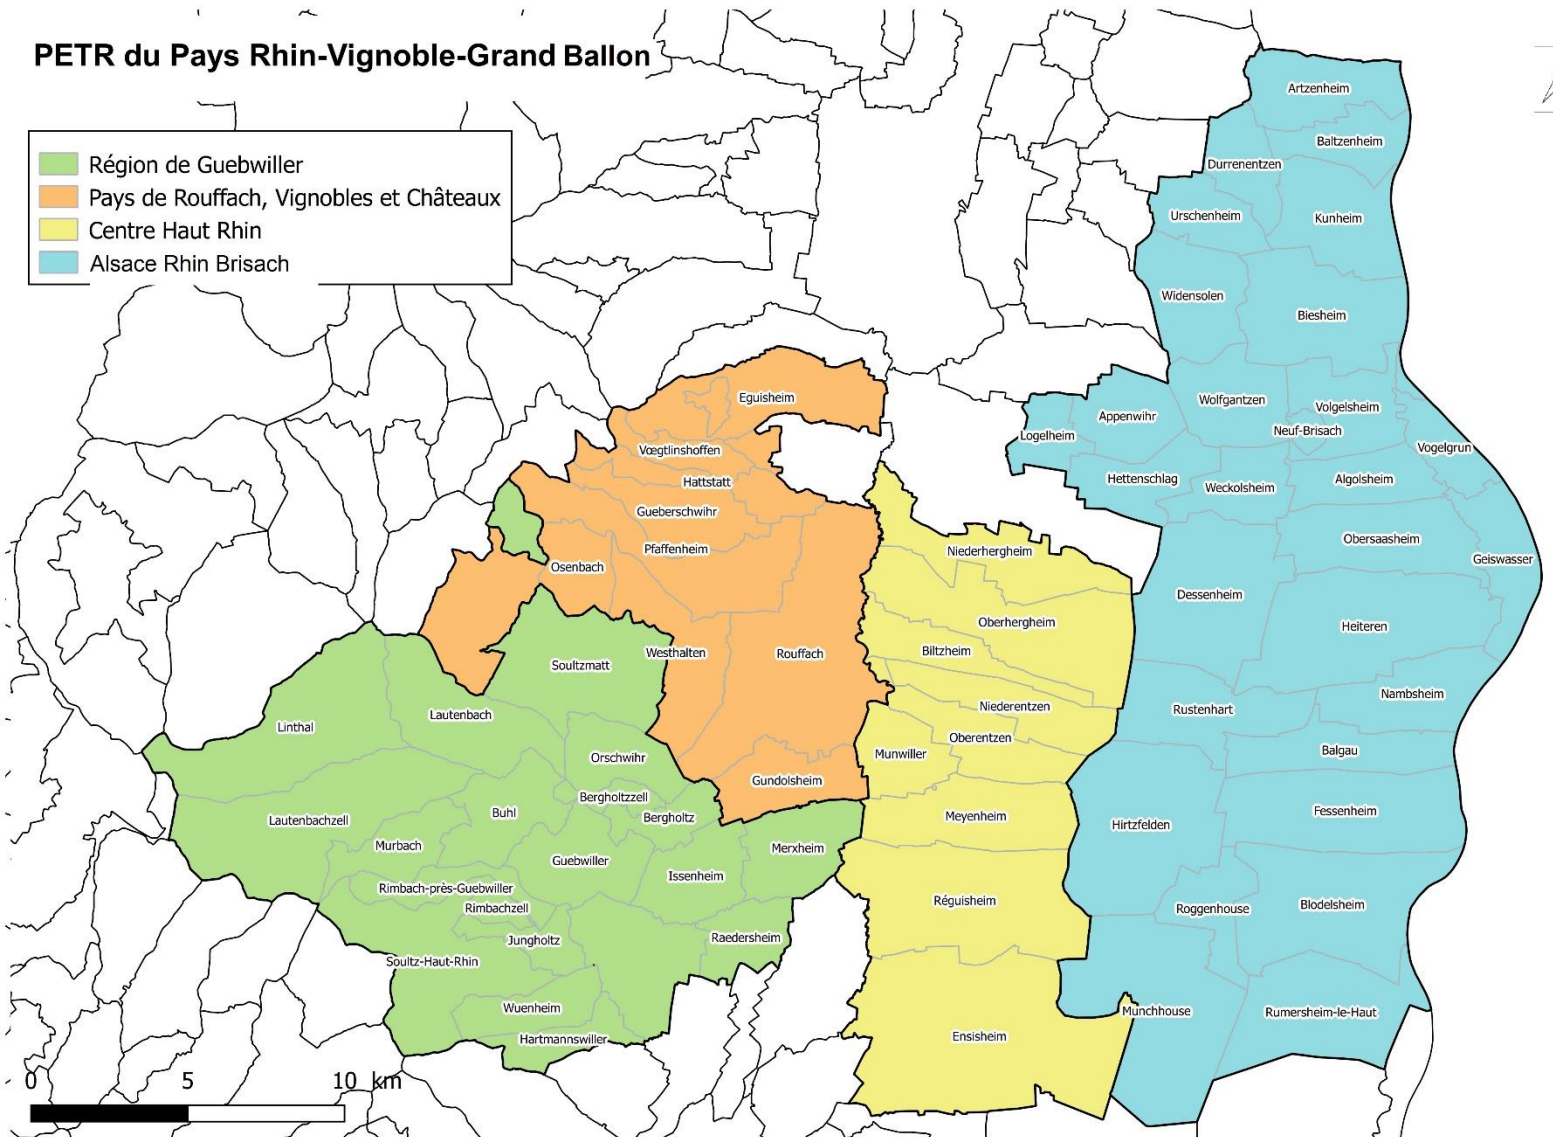 PETR du Pays Rhin-Vignoble-Grand Ballon
Région de Guebwiller
Pays de Rouffach, Vignobles et Châteaux
Centre Haut Rhin
Alsace Rhin Brisach
Artzenheim
Baltzenheim
Durrenentzen
Urschenheim
Kunheim
Widensolen
Biesheim
Eguisheim
Wolfgantzen
Volgelsheim
Appenwihr
Logelheim
Neuf-Brisach
Vogelgrun
Vœgtlinshoffen
Hattstatt
Hettenschlag
Weckolsheim
Algolsheim
Gueberschwihr
Pfaffenheim
Niederhergheim
Obersaasheim
Geiswasser
Osenbach
Dessenheim
Oberhergheim
Heiteren
Soultzmatt
Westhalten
Rouffach
Biltzheim
Nambsheim
Niederentzen
Rustenhart
Lautenbach
Linthal
Oberentzen
Munwiller
Balgau
Orschwihr
Gundolsheim
Bergholtzzell
Bergholtz
Buhl
Lautenbachzell
Meyenheim
Hirtzfelden
Fessenheim
Murbach
Guebwiller
Merxheim
Issenheim
Rimbach-près-Guebwiller
Rimbachzell
Réguisheim
Roggenhouse
Blodelsheim
Jungholtz
Raedersheim
Soultz-Haut-Rhin
Wuenheim
Hartmannswiller
Ensisheim
Munchhouse
Rumersheim-le-Haut
0 5 10 km